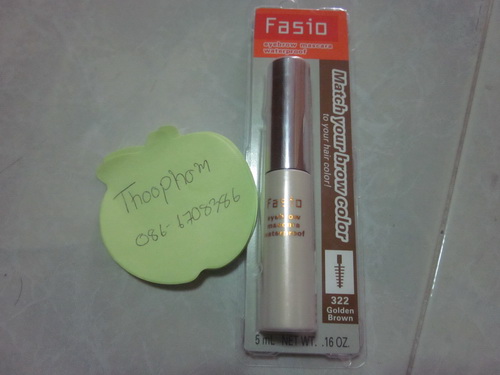 Fasio
eyebrow mascara
waterproof
Match your brow color
to your hair color!
Fasio
eyebrow
mascara
waterproof
322
Golden
Brown
5 mL NET WT. .16 OZ.
Thoophom
086-6708386